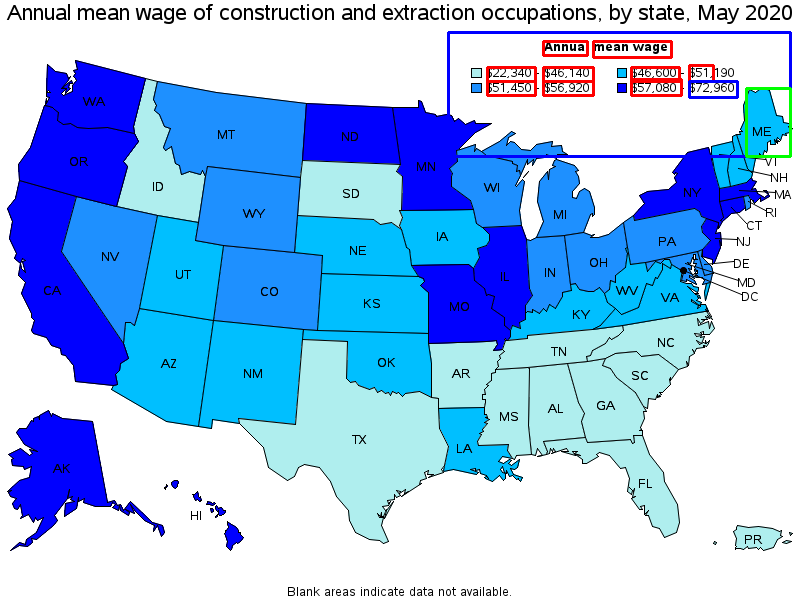 Annual mean wage of construction and extraction occupations, by state, May 2020
Annual mean wage
$22,340 - $46,140 $46,600 - $51,190
$51,450 - $56,920 $57,080 - $72,960
WA
MT
ND
MN
ME
OR
ID
SD
WI
MI
VT
NH
MA
NY
RI
CT
WY
IA
NE
PA
NJ
NV
UT
CO
IL
IN
OH
DE
MD
DC
WV
VA
CA
KS
MO
KY
AZ
NM
OK
AR
TN
NC
SC
MS
AL
GA
TX
LA
FL
AK
HI
PR
Blank areas indicate data not available.